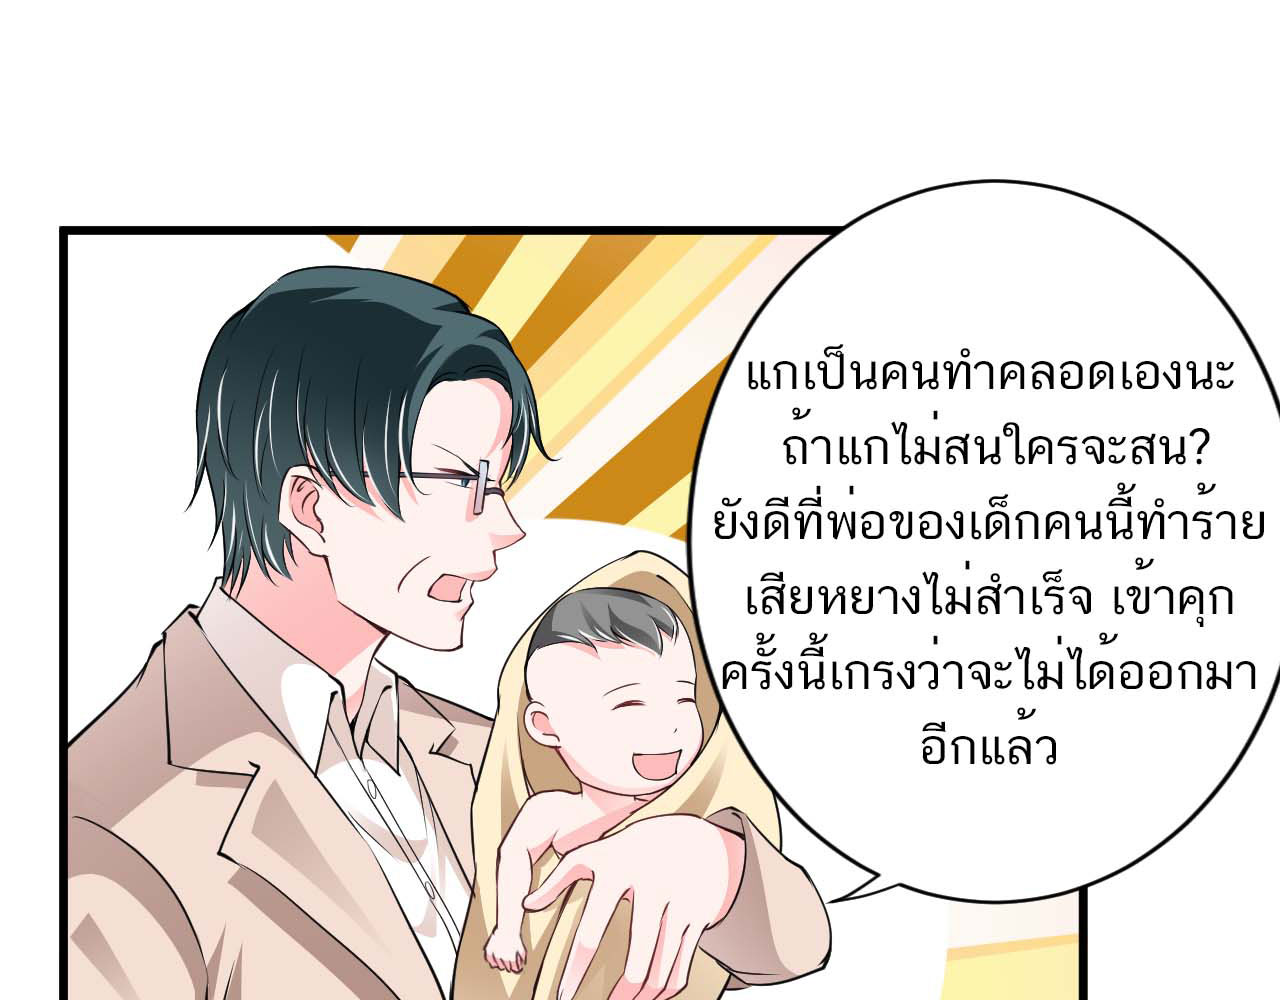 แกเป็นคนทำคลอดเองนะ
ถ้าแกไม่สนใครจะสน?
ยังดีที่พ่อของเด็กคนนี้ทำร้าย
เสียหยางไม่สำเร็จ เข้าคุก
ครั้งนี้เกรงว่าจะไม่ได้ออกมา
อีกแล้ว